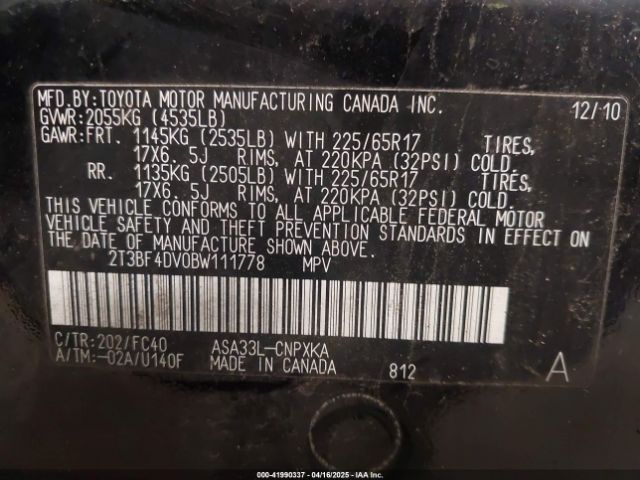 MFD.BY:TOYOTA MOTOR MANUFACTURING CANADA INC. 12/10
GVWR:2055KG (4535LB)
GAWR:FRT. 1145KG (2535LB) WITH 225/65R17 TIRES,
17X6.5J RIMS, AT 220KPA (32PSI) COLD.
RR. 1135KG (2505LB) WITH 225/65R17 TIRES,
17X6.5J RIMS, AT 220KPA (32PSI) COLD.
THIS VEHICLE CONFORMS TO ALL APPLICABLE FEDERAL MOTOR
VEHICLE SAFETY AND THEFT PREVENTION STANDARDS IN EFFECT ON
THE DATE OF MANUFACTURE SHOWN ABOVE.
2T3BF4DV0BW111778 MPV
C/TR:202/FC40 ASA33L-CNPXKA
A/TM:-02A/U140F MADE IN CANADA 812 A
000-41990337 - 04/16/2025 - IAA Inc.